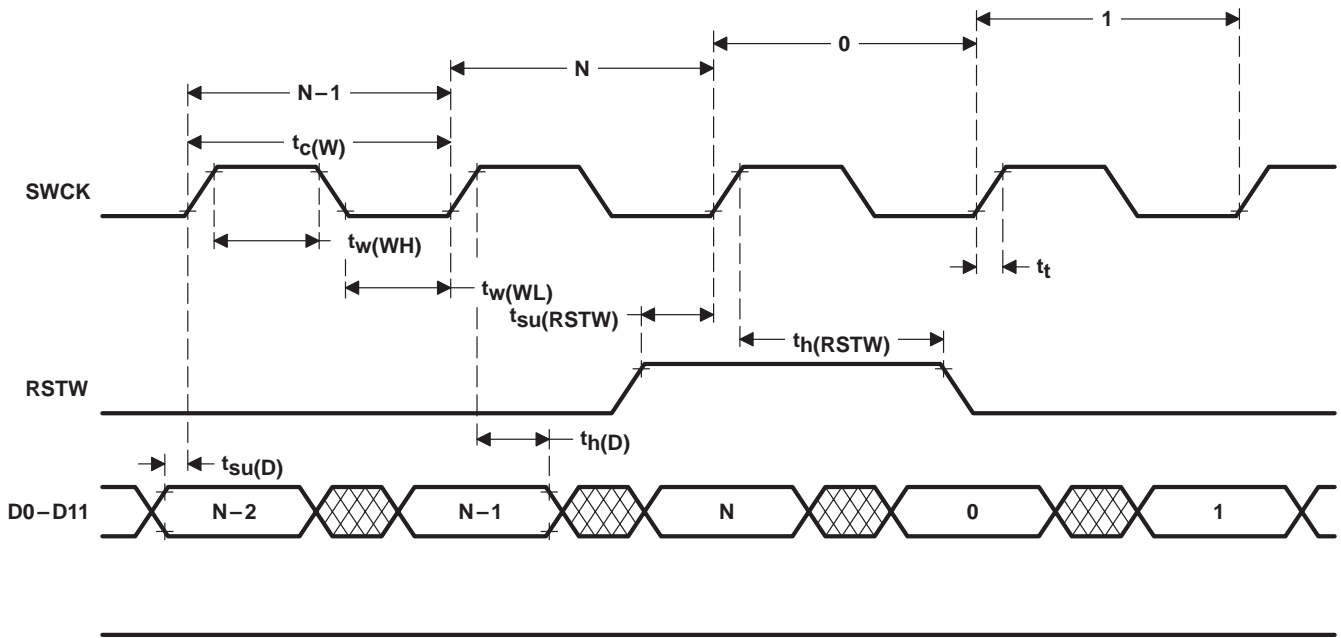 1
0
N
N–1
tc(W)
SWCK
tw(WH)
tt
tw(WL)
tsu(RSTW)
th(RSTW)
RSTW
th(D)
tsu(D)
D0–D11 N–2 N–1 N 0 1